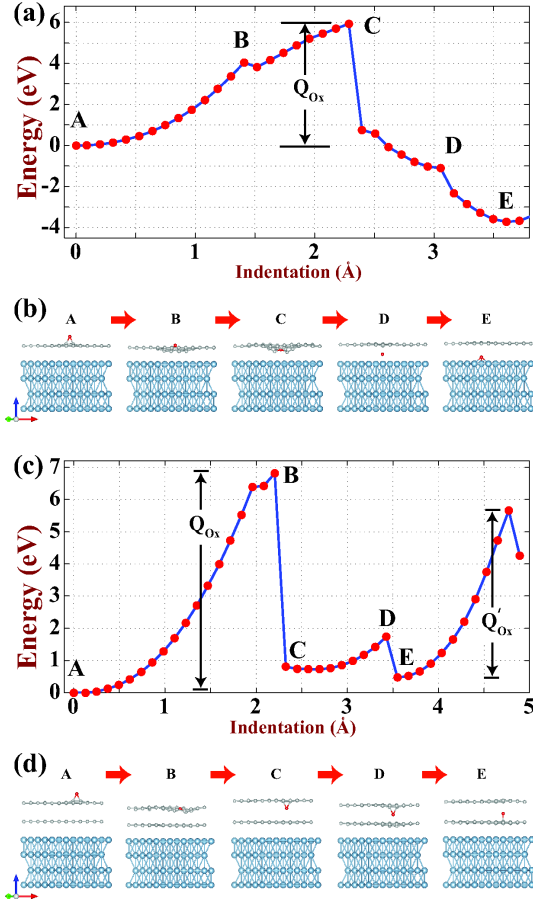 (a)
Energy (eV)
6
4
2
0
-2
-4
A
B
C
D
E
Q_Ox
0
1
2
3
Indentation (Å)
(b)
A
B
C
D
E
(c)
Energy (eV)
7
6
5
4
3
2
1
0
A
B
C
D
E
Q_Ox
Q'_Ox
0
1
2
3
4
5
Indentation (Å)
(d)
A
B
C
D
E